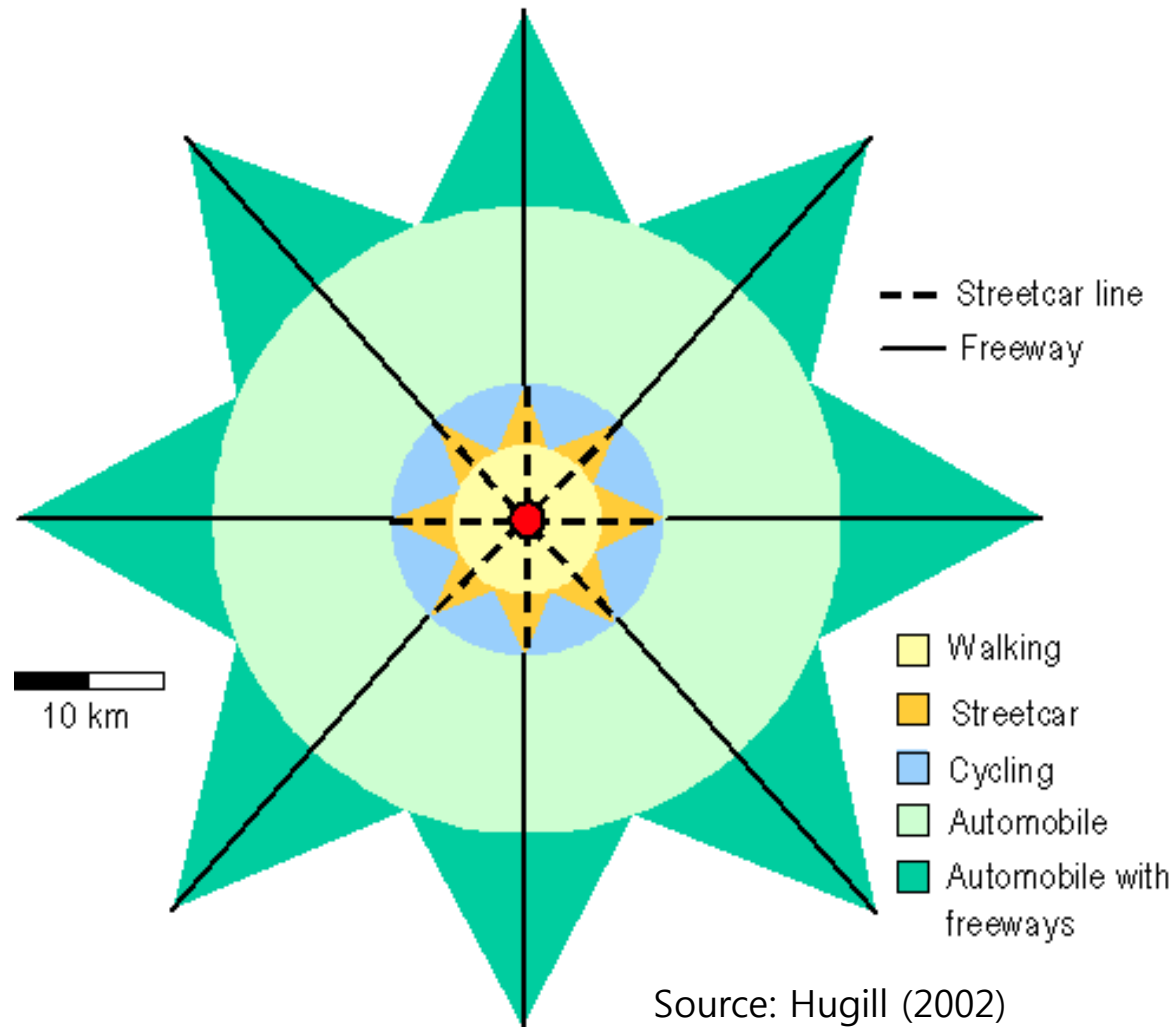 Streetcar line
Freeway
10 km
Walking
Streetcar
Cycling
Automobile
Automobile with
freeways
Source: Hugill (2002)